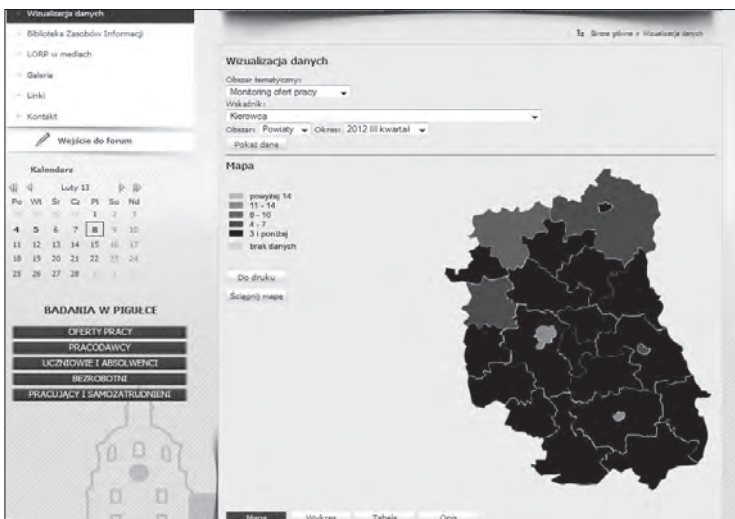 Wizualizacja danych
Biblioteka Zasobów Informacji
LORP w mediach
Galeria
Linki
Kontakt
Wejście do forum
Kalendarz
Luty 13
Po Wt Śr Cz Pi So Nd
1 2 3
4 5 6 7 8 9 10
11 12 13 14 15 16 17
18 19 20 21 22 23 24
25 26 27 28
BADANIA W PIGUŁCE
OFERTY PRACY
PRACODAWCY
UCZNIOWIE I ABSOLWENCI
BEZROBOTNI
PRACUJĄCY I SAMOZATRUDNIENI
Strona główna » Wizualizacja danych
Wizualizacja danych
Obszar tematyczny:
Monitoring ofert pracy
Wskaźnik:
Kierowca
Obszar: Powiaty Okres: 2012 III kwartał
Pokaż dane
Mapa
powyżej 14
11 - 14
8 - 10
4 - 7
3 i poniżej
brak danych
Do druku
Ściągnij mapę
Mapa Wykres Tabela Opis